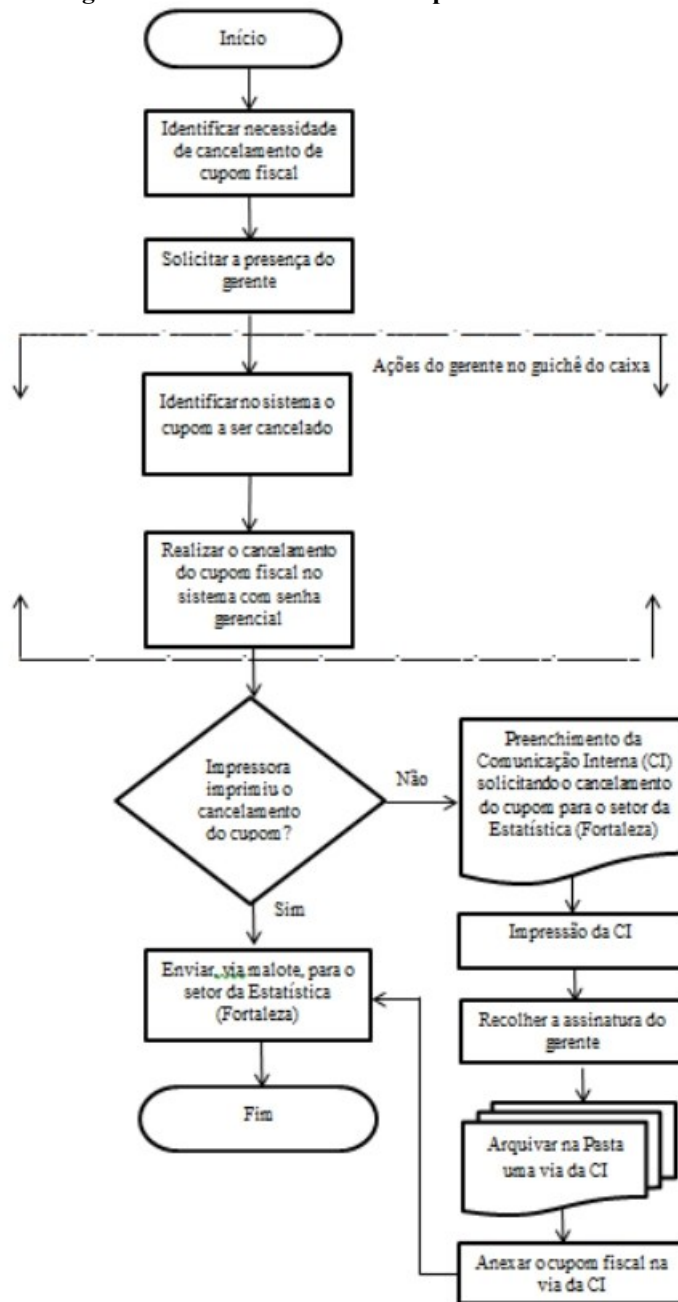 Início
Identificar necessidade
de cancelamento de
cupom fiscal
Solicitar a presença do
gerente
Ações do gerente no guichê do caixa
Identificar no sistema o
cupom a ser cancelado
Realizar o cancelamento
do cupom fiscal no
sistema com senha
gerencial
Impressora
imprimiu o
cancelamento
do cupom?
Não
Preenchimento da
Comunicação Interna (CI)
solicitando o cancelamento
do cupom para o setor da
Estatística (Fortaleza)
Sim
Impressão da CI
Enviar, via malote, para o
setor da Estatística
(Fortaleza)
Recolher a assinatura do
gerente
Fim
Arquivar na Pasta
uma via da CI
Anexar o cupom fiscal na
via da CI